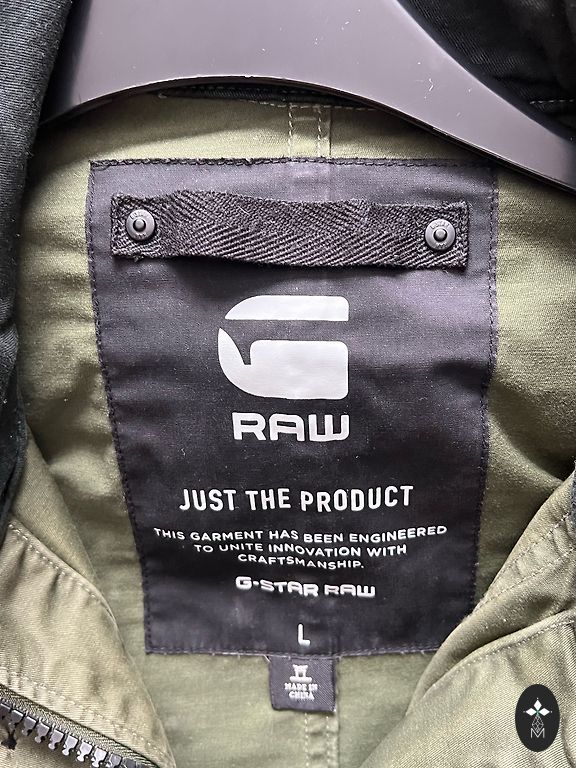 RAW
JUST THE PRODUCT
THIS GARMENT HAS BEEN ENGINEERED
TO UNITE INNOVATION WITH
CRAFTSMANSHIP.
G-STAR RAW
L
MADE IN
CHINA
M